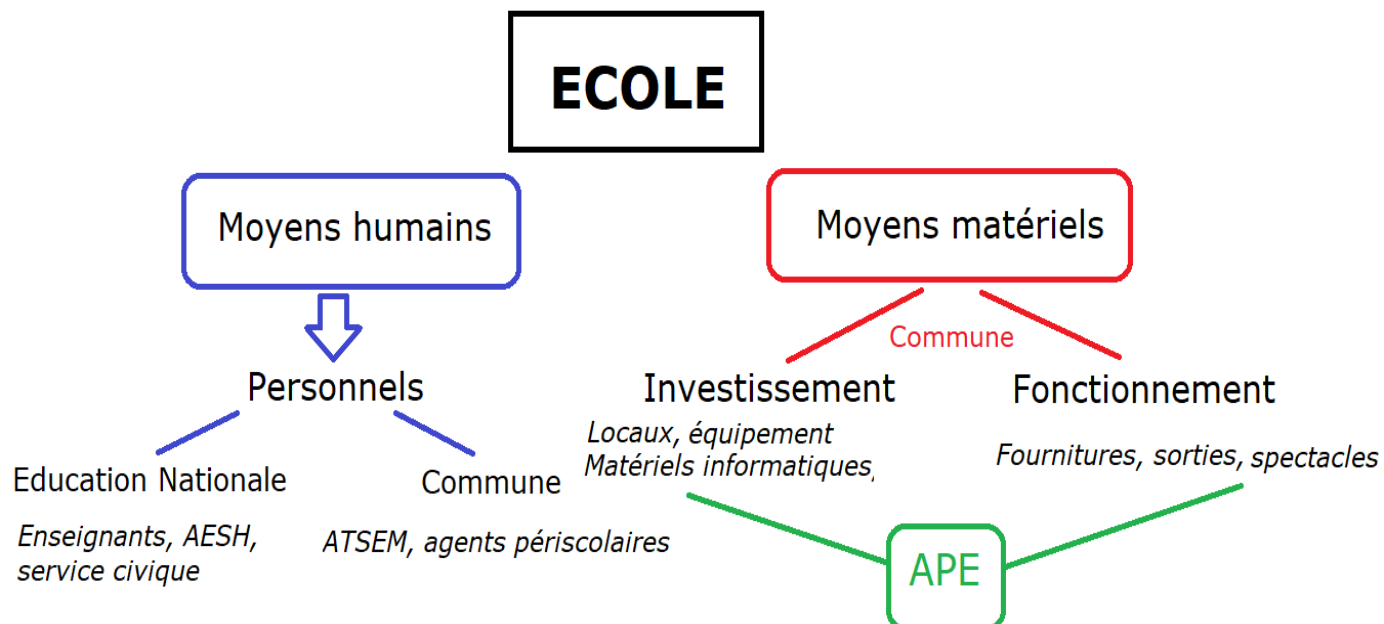 ECOLE
Moyens humains
Moyens matériels
Commune
Personnels
Investissement
Fonctionnement
Locaux, équipement
Matériels informatiques,
Fournitures, sorties, spectacles
Education Nationale
Commune
Enseignants, AESH,
service civique
ATSEM, agents périscolaires
APE